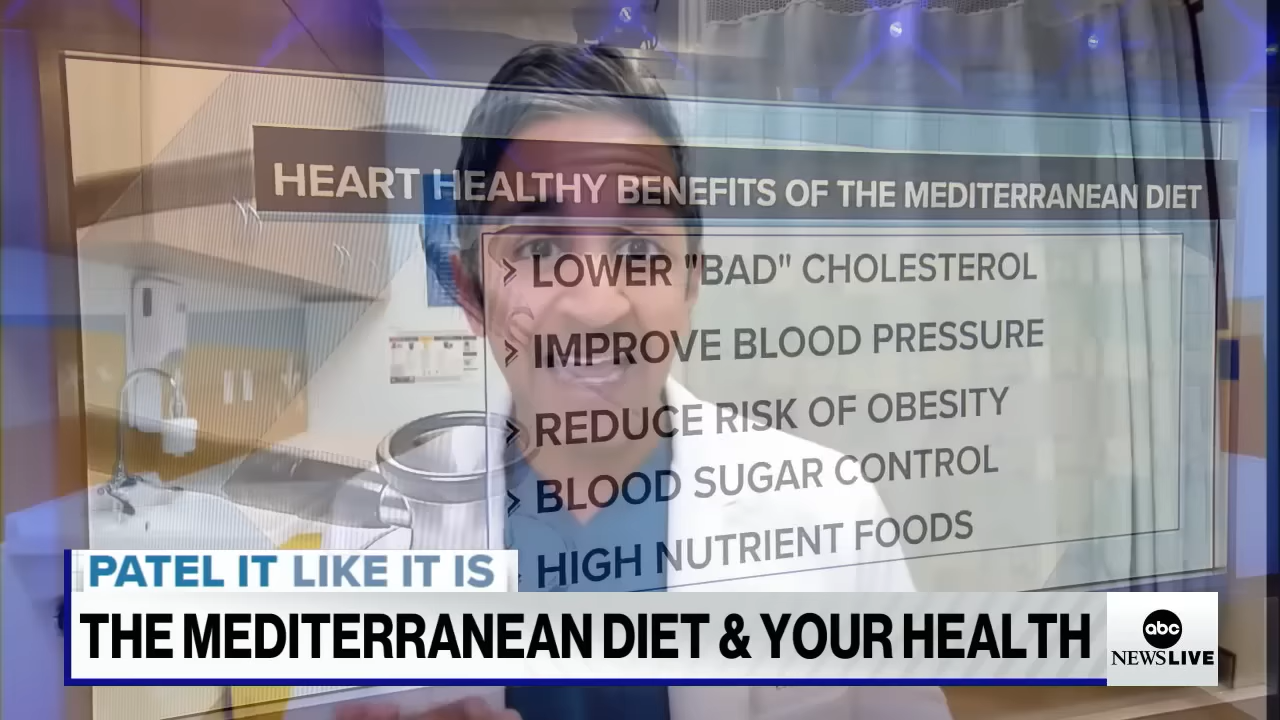 HEART HEALTHY BENEFITS OF THE MEDITERRANEAN DIET
> LOWER "BAD" CHOLESTEROL
> IMPROVE BLOOD PRESSURE
> REDUCE RISK OF OBESITY
> BLOOD SUGAR CONTROL
> HIGH NUTRIENT FOODS
PATEL IT LIKE IT IS
THE MEDITERRANEAN DIET & YOUR HEALTH
abc
NEWS LIVE